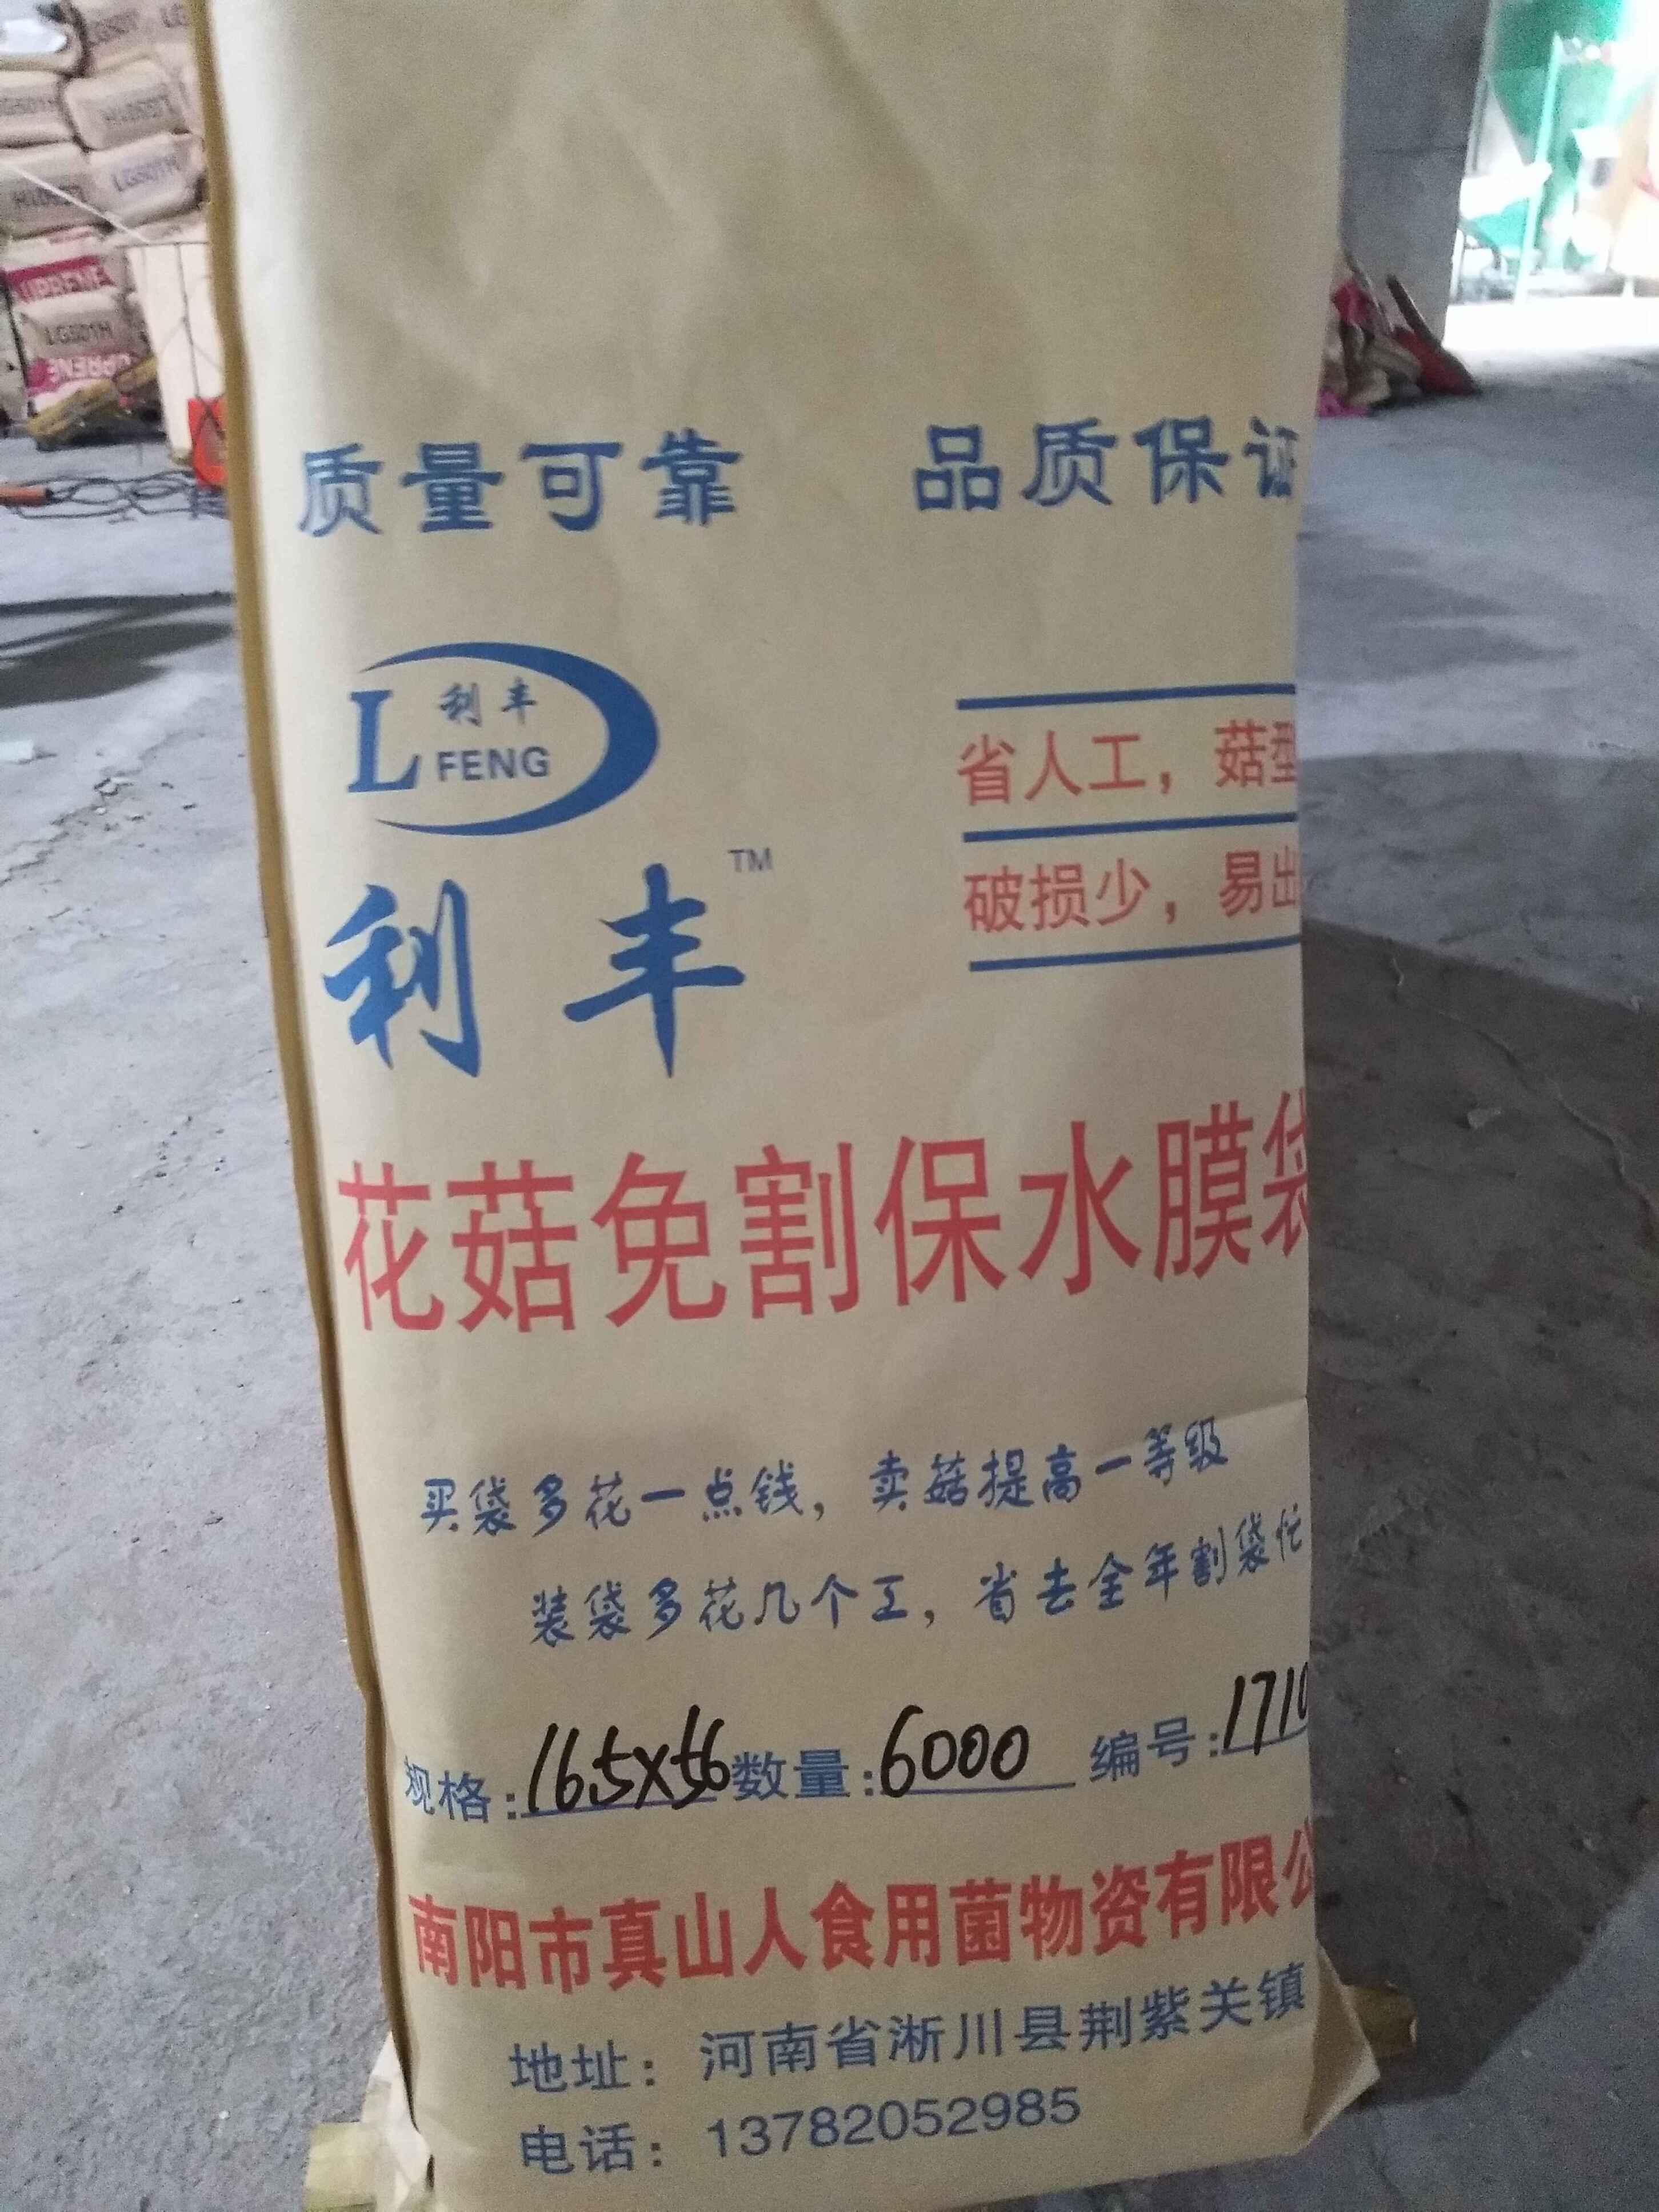 质量可靠 品质保证
利丰
L FENG
省人工，菇型
破损少，易出
利丰 TM
花菇免割保水膜袋
买袋多花一点钱，卖菇提高一等级
装袋多花几个工，省去全年割袋忙
规格：16.5x56 数量：6000 编号：1710
南阳市真山人食用菌物资有限公
地址：河南省淅川县荆紫关镇
电话：13782052985
LG501H
LG501H